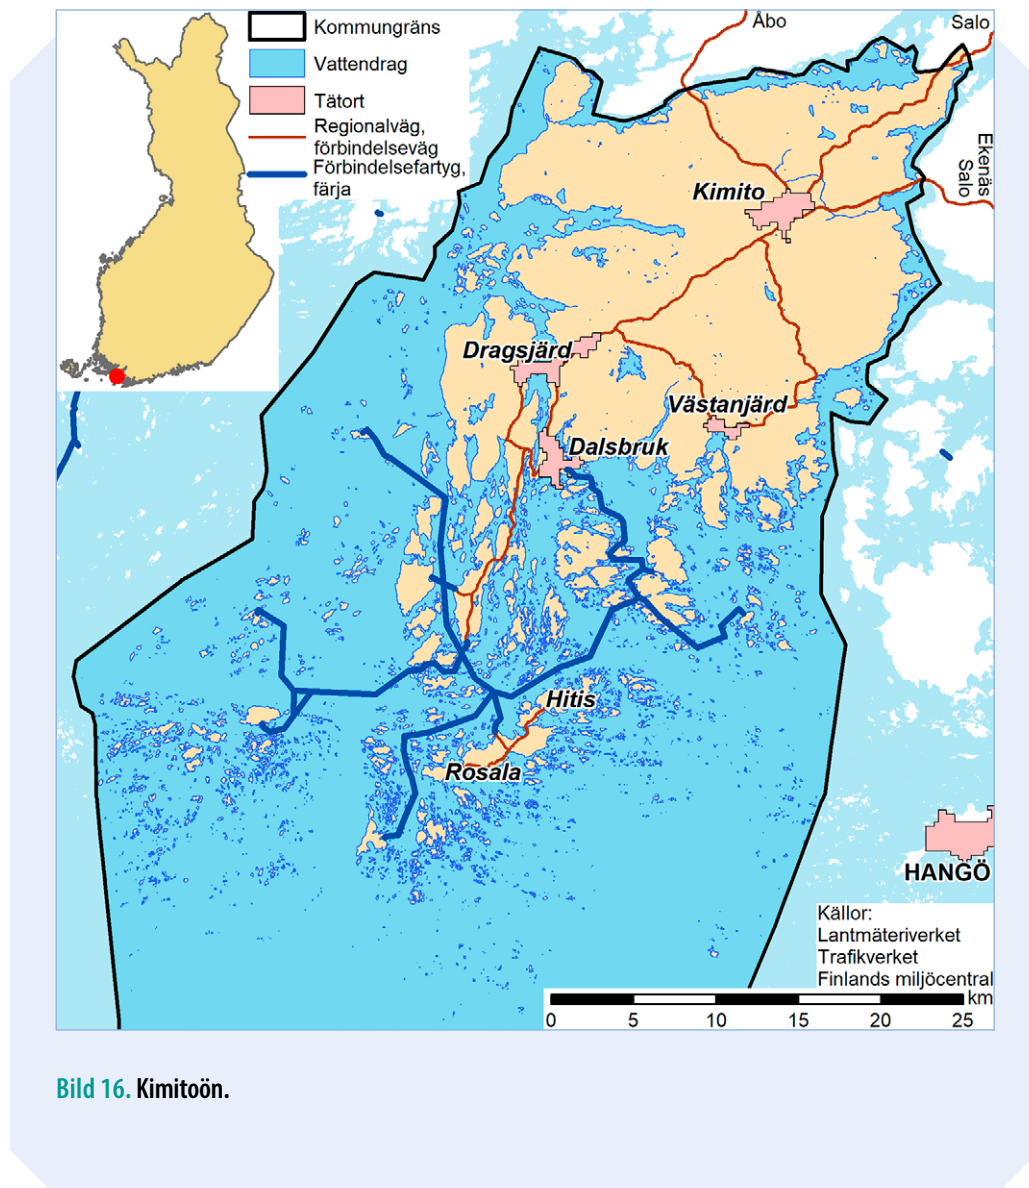 Kommungräns
Vattendrag
Tätort
Regionalväg,
förbindelseväg
Förbindelsefartyg,
färja
Åbo
Salo
Ekenäs
Salo
Kimito
Dragsjärd
Västanjärd
Dalsbruk
Hitis
Rosala
HANGÖ
Källor:
Lantmäteriverket
Trafikverket
Finlands miljöcentral
km
0 5 10 15 20 25
Bild 16. Kimitoön.